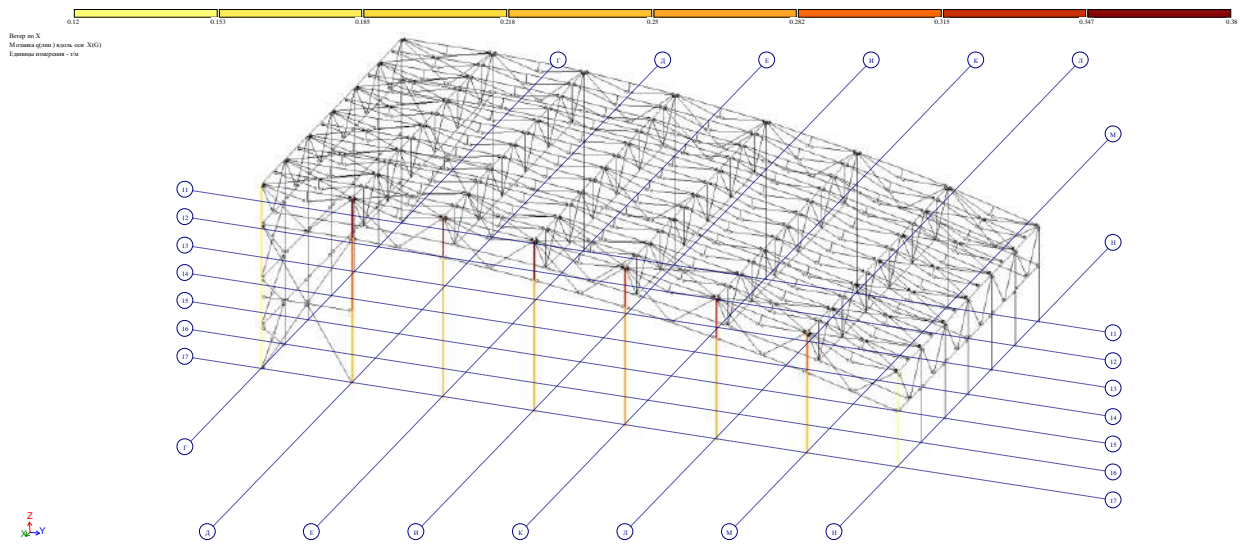 0.12 0.153 0.185 0.218 0.25 0.282 0.315 0.347 0.38
Ветер по X
Мозаика q(лин.) вдоль оси X(G)
Единицы измерения - т/м
Г Д Е И К Л
М
11
12
13
Н
14
15
16
17
11
12
13
14
15
16
17
Г
Д Е И К Л М Н
Z
X Y